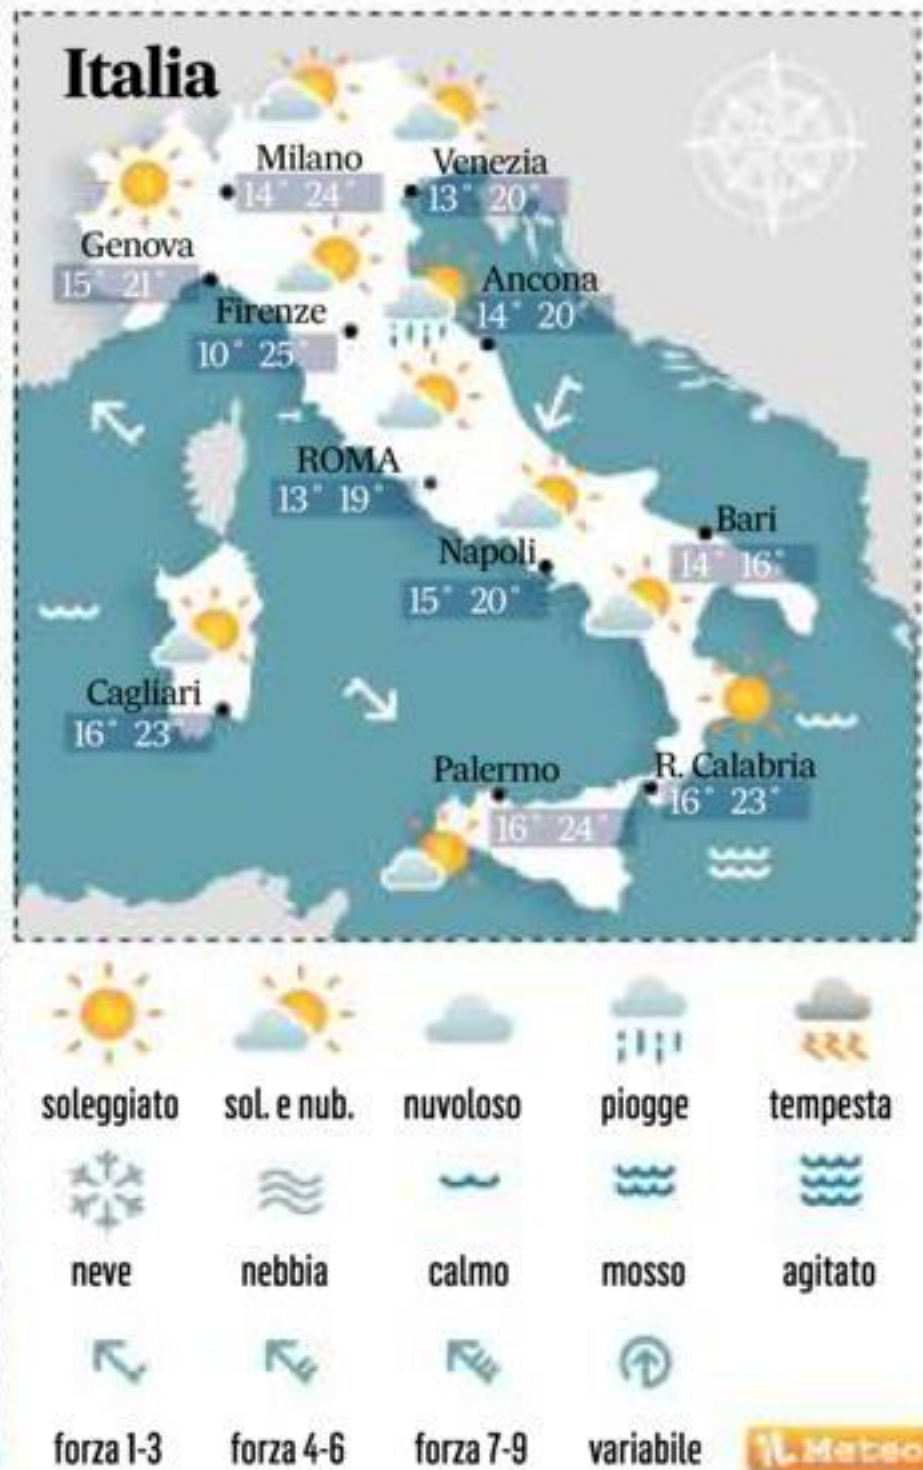 Italia
Milano
14° 24°
Venezia
13° 20°
Genova
15° 21°
Firenze
10° 25°
Ancona
14° 20°
ROMA
13° 19°
Bari
14° 16°
Napoli
15° 20°
Cagliari
16° 23°
Palermo
16° 24°
R. Calabria
16° 23°
soleggiato sol. e nub. nuvoloso piogge tempesta
neve nebbia calmo mosso agitato
forza 1-3 forza 4-6 forza 7-9 variabile
iL Meteo